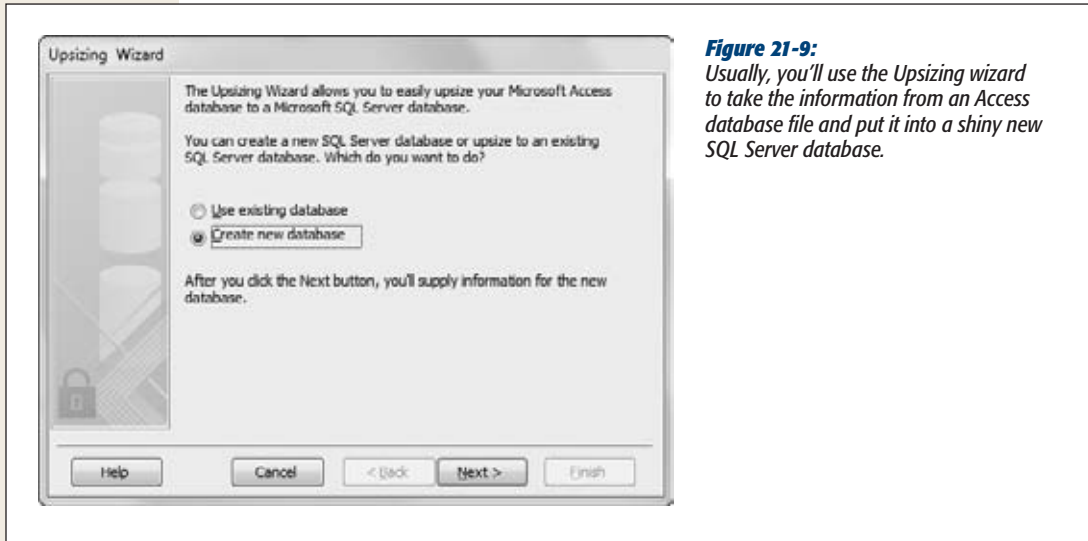 Upsizing Wizard
The Upsizing Wizard allows you to easily upsize your Microsoft Access
database to a Microsoft SQL Server database.
You can create a new SQL Server database or upsize to an existing
SQL Server database. Which do you want to do?
Use existing database
Create new database
After you click the Next button, you'll supply information for the new
database.
Help
Cancel
< Back
Next >
Finish
Figure 21-9:
Usually, you'll use the Upsizing wizard
to take the information from an Access
database file and put it into a shiny new
SQL Server database.